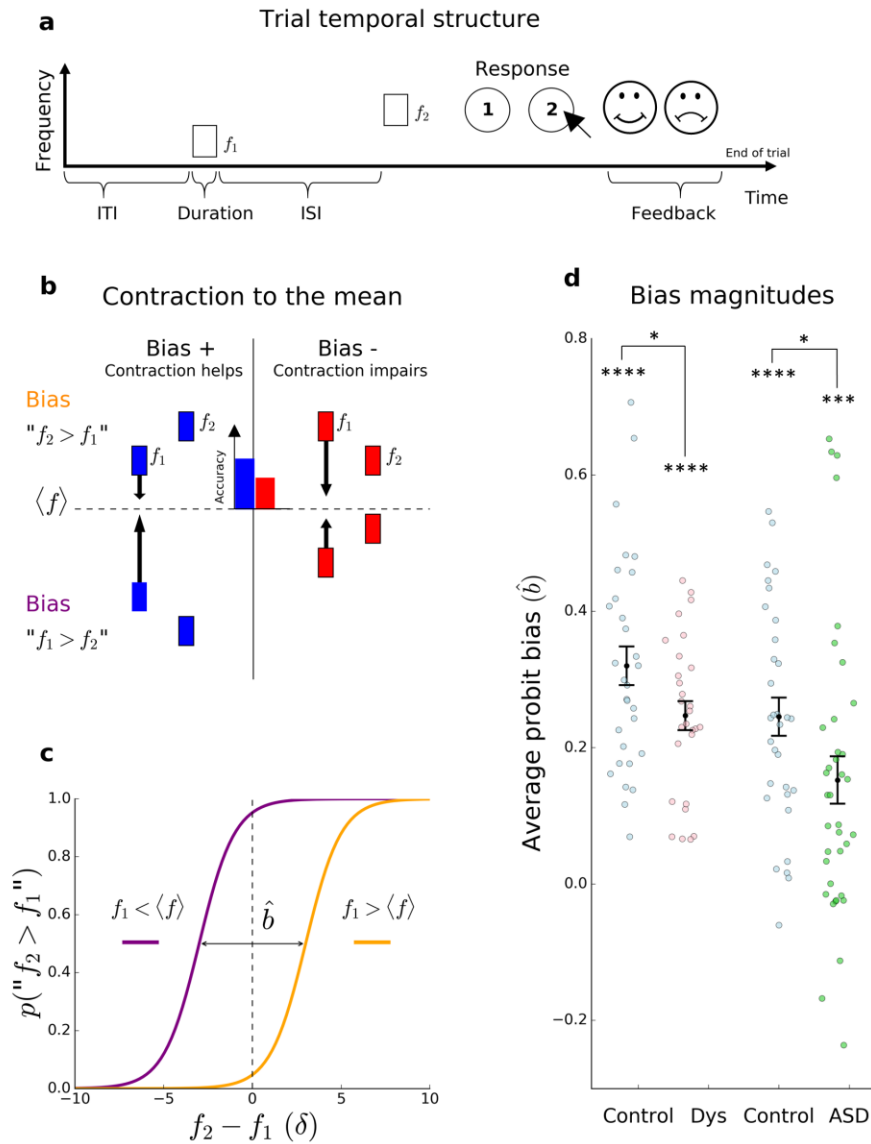 a
Trial temporal structure
Frequency
f₁
f₂
Response
1
2
End of trial
Time
ITI
Duration
ISI
Feedback
b
Contraction to the mean
Bias +
Contraction helps
Bias -
Contraction impairs
Bias
"f₂ > f₁"
f₁
f₂
Accuracy
f₁
f₂
⟨f⟩
Bias
"f₁ > f₂"
c
p("f₂ > f₁")
1.0
0.8
0.6
0.4
0.2
0.0
f₁ < ⟨f⟩
b̂
f₁ > ⟨f⟩
−10
−5
0
5
10
f₂ − f₁ (δ)
d
Bias magnitudes
Average probit bias (b̂)
0.8
0.6
0.4
0.2
0.0
−0.2
*
****
****
*
****
***
Control
Dys
Control
ASD